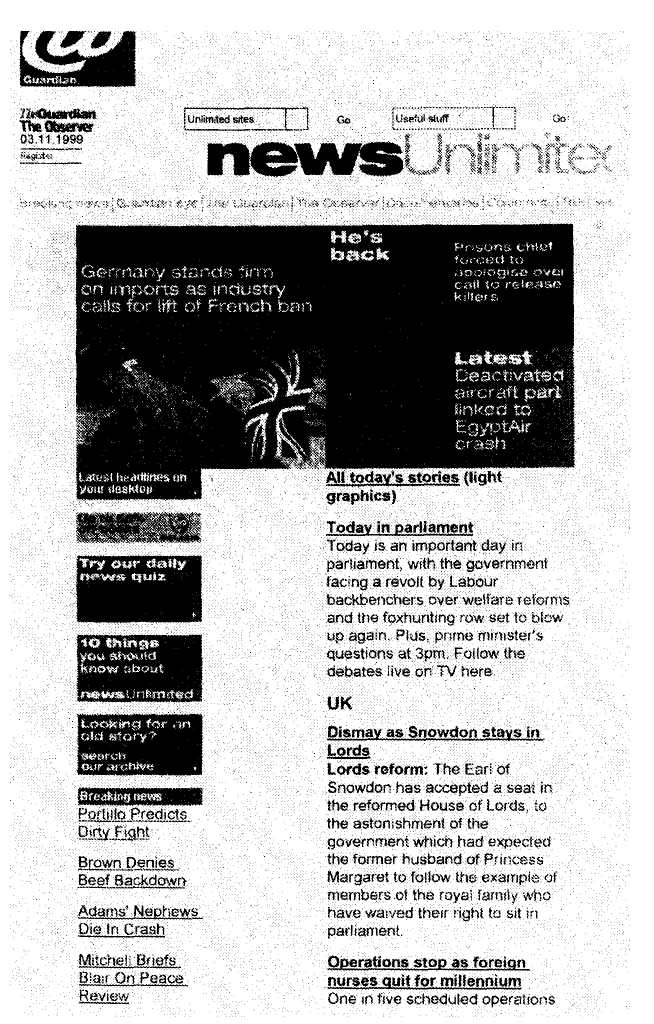 Guardian
TheGuardian
The Observer
03.11.1999
Register
Unlimited sites
Go
Useful stuff
Go
newsUnlimited
Breaking news|Guardian eye|The Guardian|The Observer|
Germany stands firm
on imports as industry
calls for lift of French ban
He's
back
Prisons chief
forced to
apologise over
call to release
killers
Latest
Deactivated
aircraft part
linked to
EgyptAir
crash
Latest headlines on
your desktop
Try our daily
news quiz
10 things
you should
know about
newsUnlimited
Looking for an
old story?
search
our archive
Breaking news
Portillo Predicts
Dirty Fight
Brown Denies
Beef Backdown
Adams' Nephews
Die In Crash
Mitchell Briefs
Blair On Peace
Review
All today's stories (light
graphics)
Today in parliament
Today is an important day in
parliament, with the government
facing a revolt by Labour
backbenchers over welfare reforms
and the foxhunting row set to blow
up again. Plus, prime minister's
questions at 3pm. Follow the
debates live on TV here
UK
Dismay as Snowdon stays in
Lords
Lords reform: The Earl of
Snowdon has accepted a seat in
the reformed House of Lords, to
the astonishment of the
government which had expected
the former husband of Princess
Margaret to follow the example of
members of the royal family who
have waived their right to sit in
parliament.
Operations stop as foreign
nurses quit for millennium
One in five scheduled operations